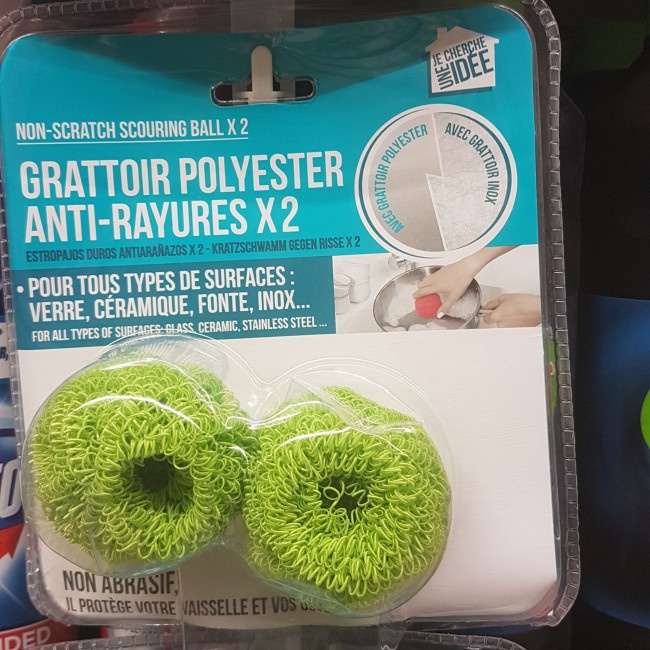 JE CHERCHE
UNE IDÉE
NON-SCRATCH SCOURING BALL X 2
GRATTOIR POLYESTER
ANTI-RAYURES X 2
ESTROPAJOS DUROS ANTIARAÑAZOS X 2 - KRATZSCHWAMM GEGEN RISSE X 2
AVEC GRATTOIR POLYESTER
AVEC GRATTOIR INOX
• POUR TOUS TYPES DE SURFACES :
VERRE, CÉRAMIQUE, FONTE, INOX...
FOR ALL TYPES OF SURFACES: GLASS, CERAMIC, STAINLESS STEEL ...
NON ABRASIF,
IL PROTÈGE VOTRE VAISSELLE ET VOS